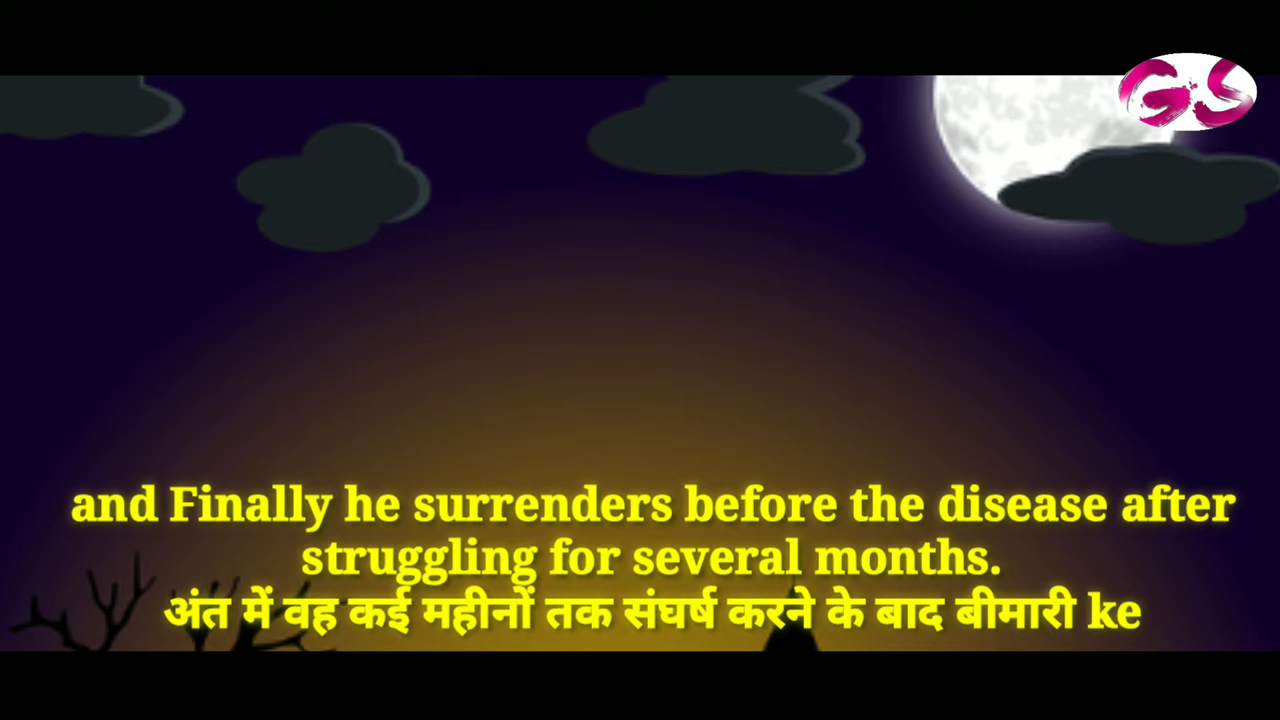 GS
and Finally he surrenders before the disease after
struggling for several months.
अंत में वह कई महीनों तक संघर्ष करने के बाद बीमारी ke